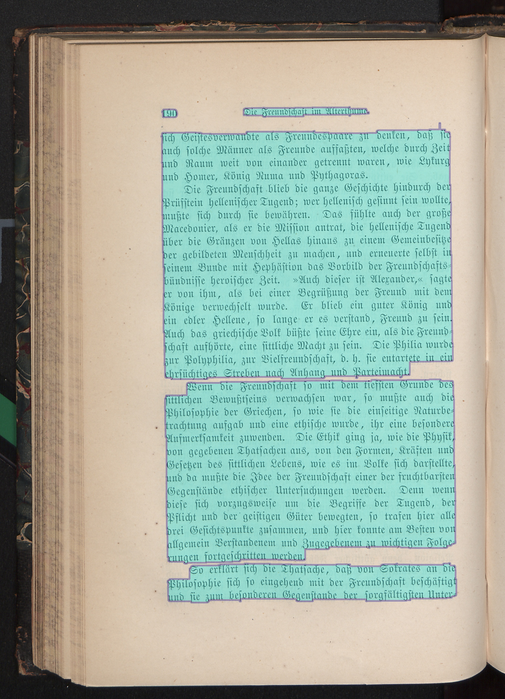 Die Freundschaft im Alterthume.
sich Geistesverwandte als Freundespaare zu denken, daß sie
auch solche Männer als Freunde auffaßten, welche durch Zeit
und Raum weit von einander getrennt waren, wie Lykurg
und Homer, König Numa und Pythagoras.
Die Freundschaft blieb die ganze Geschichte hindurch der
Prüfstein hellenischer Tugend; wer hellenisch gesinnt sein wollte,
mußte sich durch sie bewähren. Das fühlte auch der große
Macedonier, als er die Mission antrat, die hellenische Tugend
über die Gränzen von Hellas hinaus zu einem Gemeinbesitze
der gebildeten Menschheit zu machen, und erneuerte selbst in
seinem Bunde mit Hephästion das Vorbild der Freundschafts-
bündnisse heroischer Zeit. »Auch dieser ist Alexander,« sagte
er von ihm, als bei einer Begrüßung der Freund mit dem
Könige verwechselt wurde. Er blieb ein guter König und
ein edler Hellene, so lange er es verstand, Freund zu sein.
Auch das griechische Volk büßte seine Ehre ein, als die Freund-
schaft aufhörte, eine sittliche Macht zu sein. Die Philia wurde
zur Polyphilia, zur Vielfreundschaft, d. h. sie entartete in ein
ehrsüchtiges Streben nach Anhang und Parteimacht.
Wenn die Freundschaft so mit dem tiefsten Grunde des
sittlichen Bewußtseins verwachsen war, so mußte auch die
Philosophie der Griechen, so wie sie die einseitige Naturbe-
trachtung aufgab und eine ethische wurde, ihr eine besondere
Aufmerksamkeit zuwenden. Die Ethik ging ja, wie die Physik,
von gegebenen Thatsachen aus, von den Formen, Kräften und
Gesetzen des sittlichen Lebens, wie es im Volke sich darstellte,
und da mußte die Idee der Freundschaft einer der fruchtbarsten
Gegenstände ethischer Untersuchungen werden. Denn wenn
diese sich vorzugsweise um die Begriffe der Tugend, der
Pflicht und der geistigen Güter bewegten, so trafen hier alle
drei Gesichtspunkte zusammen, und hier konnte am Besten von
allgemein Verstandenem und Zugegebenem zu wichtigen Folge-
rungen fortgeschritten werden.
So erklärt sich die Thatsache, daß von Sokrates an die
Philosophie sich so eingehend mit der Freundschaft beschäftigt
und sie zum besonderen Gegenstande der sorgfältigsten Unter